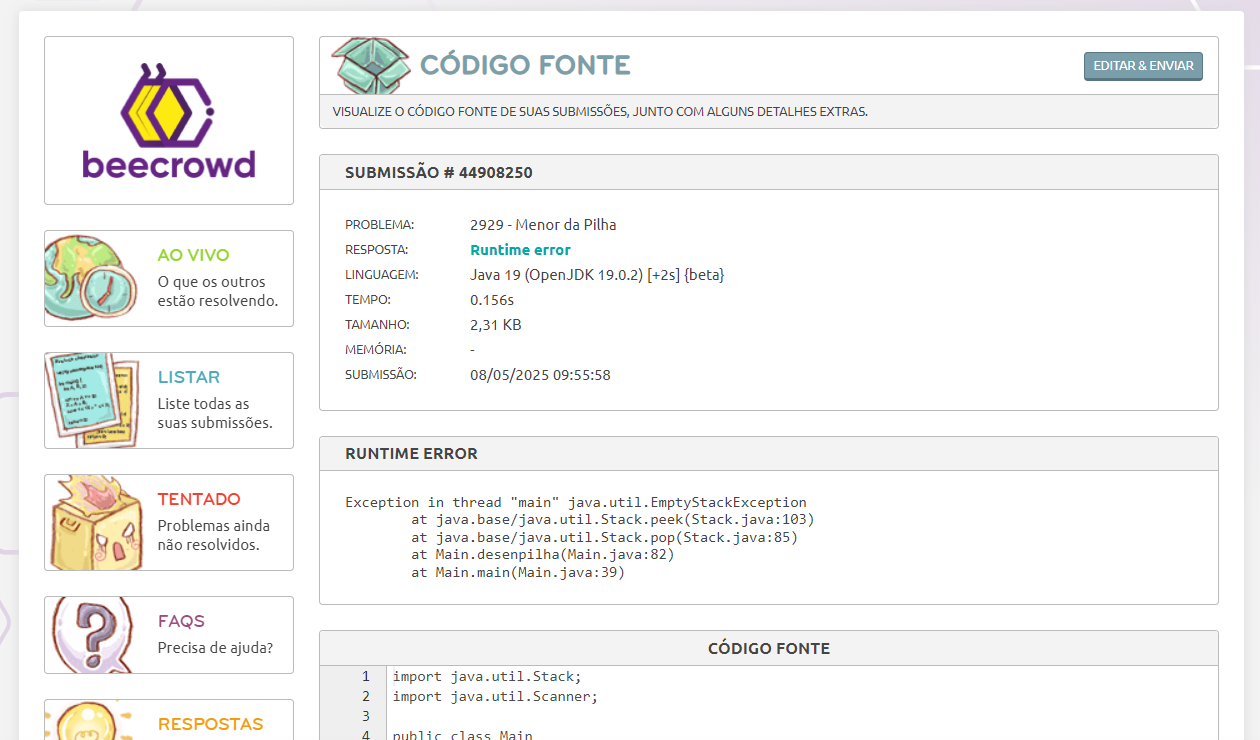 beecrowd
AO VIVO
O que os outros
estão resolvendo.
LISTAR
Liste todas as
suas submissões.
TENTADO
Problemas ainda
não resolvidos.
FAQS
Precisa de ajuda?
RESPOSTAS
CÓDIGO FONTE
EDITAR & ENVIAR
VISUALIZE O CÓDIGO FONTE DE SUAS SUBMISSÕES, JUNTO COM ALGUNS DETALHES EXTRAS.
SUBMISSÃO # 44908250
PROBLEMA: 2929 - Menor da Pilha
RESPOSTA: Runtime error
LINGUAGEM: Java 19 (OpenJDK 19.0.2) [+2s] {beta}
TEMPO: 0.156s
TAMANHO: 2,31 KB
MEMÓRIA: -
SUBMISSÃO: 08/05/2025 09:55:58
RUNTIME ERROR
Exception in thread "main" java.util.EmptyStackException
at java.base/java.util.Stack.peek(Stack.java:103)
at java.base/java.util.Stack.pop(Stack.java:85)
at Main.desenpilha(Main.java:82)
at Main.main(Main.java:39)
CÓDIGO FONTE
1 import java.util.Stack;
2 import java.util.Scanner;
3
4 public class Main